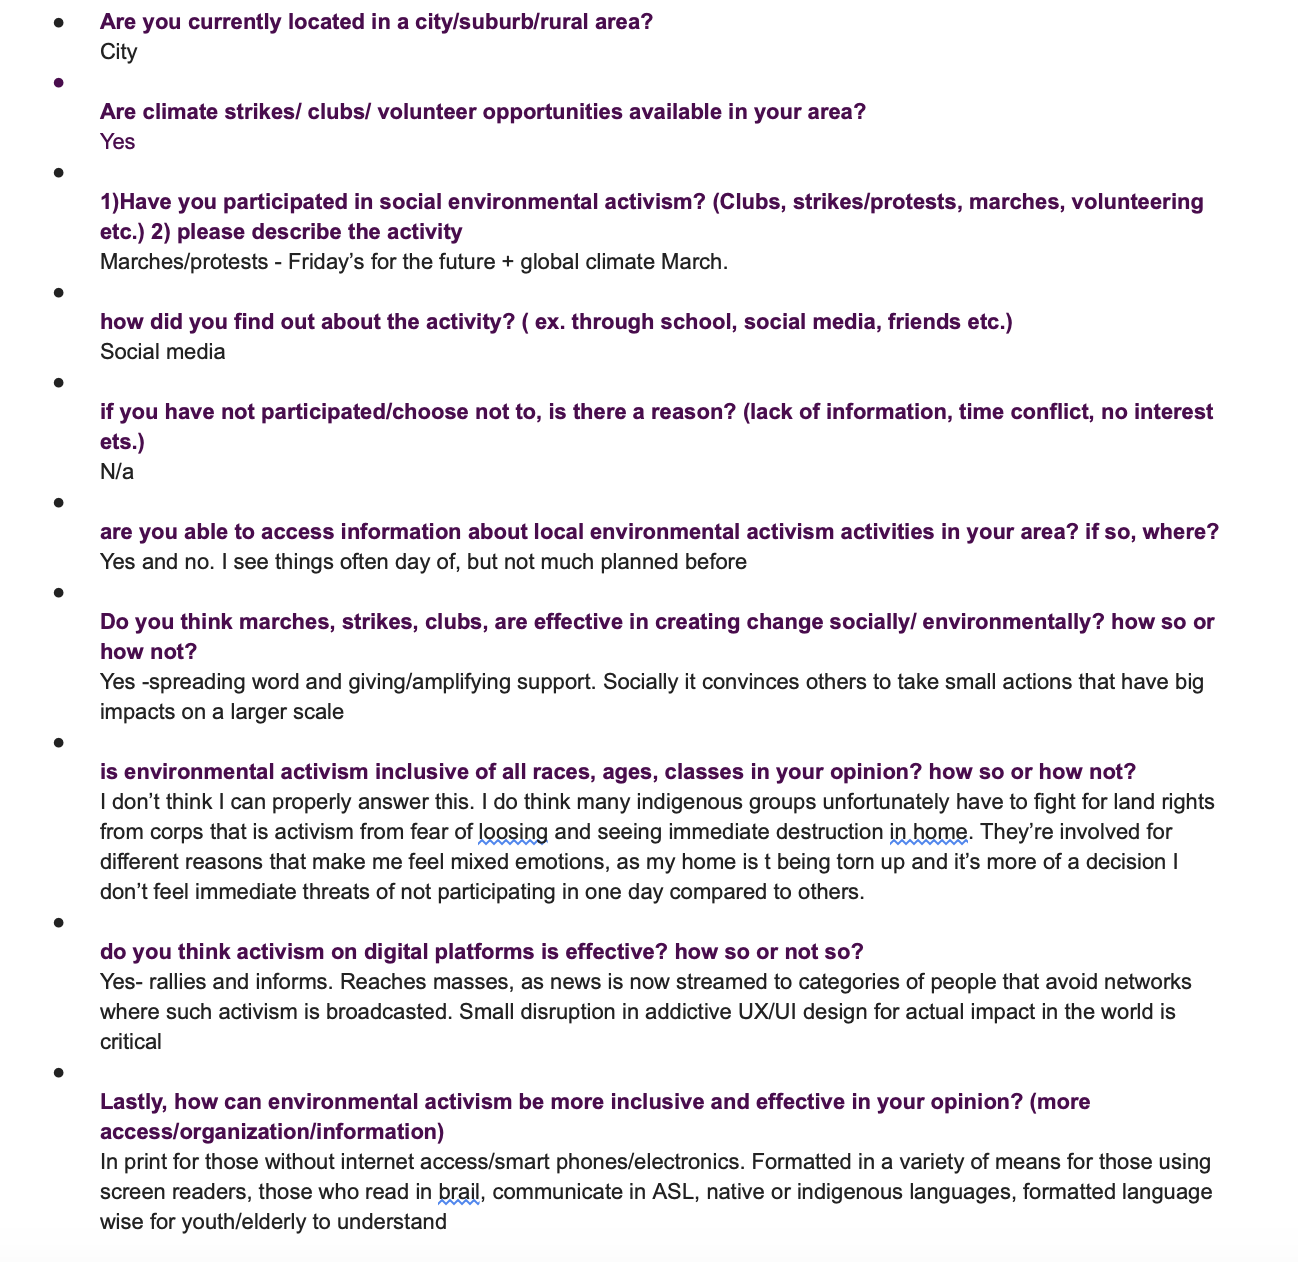 Are you currently located in a city/suburb/rural area?
City
Are climate strikes/ clubs/ volunteer opportunities available in your area?
Yes
1)Have you participated in social environmental activism? (Clubs, strikes/protests, marches, volunteering
etc.) 2) please describe the activity
Marches/protests - Friday’s for the future + global climate March.
how did you find out about the activity? ( ex. through school, social media, friends etc.)
Social media
if you have not participated/choose not to, is there a reason? (lack of information, time conflict, no interest
ets.)
N/a
are you able to access information about local environmental activism activities in your area? if so, where?
Yes and no. I see things often day of, but not much planned before
Do you think marches, strikes, clubs, are effective in creating change socially/ environmentally? how so or
how not?
Yes -spreading word and giving/amplifying support. Socially it convinces others to take small actions that have big
impacts on a larger scale
is environmental activism inclusive of all races, ages, classes in your opinion? how so or how not?
I don’t think I can properly answer this. I do think many indigenous groups unfortunately have to fight for land rights
from corps that is activism from fear of loosing and seeing immediate destruction in home. They’re involved for
different reasons that make me feel mixed emotions, as my home is t being torn up and it’s more of a decision I
don’t feel immediate threats of not participating in one day compared to others.
do you think activism on digital platforms is effective? how so or not so?
Yes- rallies and informs. Reaches masses, as news is now streamed to categories of people that avoid networks
where such activism is broadcasted. Small disruption in addictive UX/UI design for actual impact in the world is
critical
Lastly, how can environmental activism be more inclusive and effective in your opinion? (more
access/organization/information)
In print for those without internet access/smart phones/electronics. Formatted in a variety of means for those using
screen readers, those who read in brail, communicate in ASL, native or indigenous languages, formatted language
wise for youth/elderly to understand